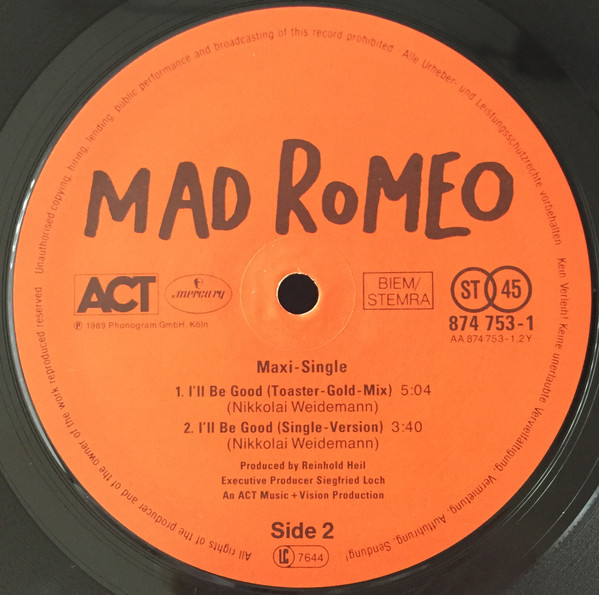 Unauthorised copying, hiring, lending, public performance and broadcasting of this record prohibited
Alle Urheber- und Leistungsschutzrechte vorbehalten
Kein Verleih! Keine unerlaubte Vervielfältigung, Vermietung, Aufführung, Sendung!
All rights of the producer and of the owner of the work reproduced reserved
MAD RoMEO
ACT
mercury
BIEM/
STEMRA
ST 45
℗ 1989 Phonogram GmbH, Köln
874 753-1
AA 874 753-1.2 Y
Maxi-Single
1. I'll Be Good (Toaster-Gold-Mix) 5:04
(Nikkolai Weidemann)
2. I'll Be Good (Single-Version) 3:40
(Nikkolai Weidemann)
Produced by Reinhold Heil
Executive Producer Siegfried Loch
An ACT Music + Vision Production
Side 2
LC 7644